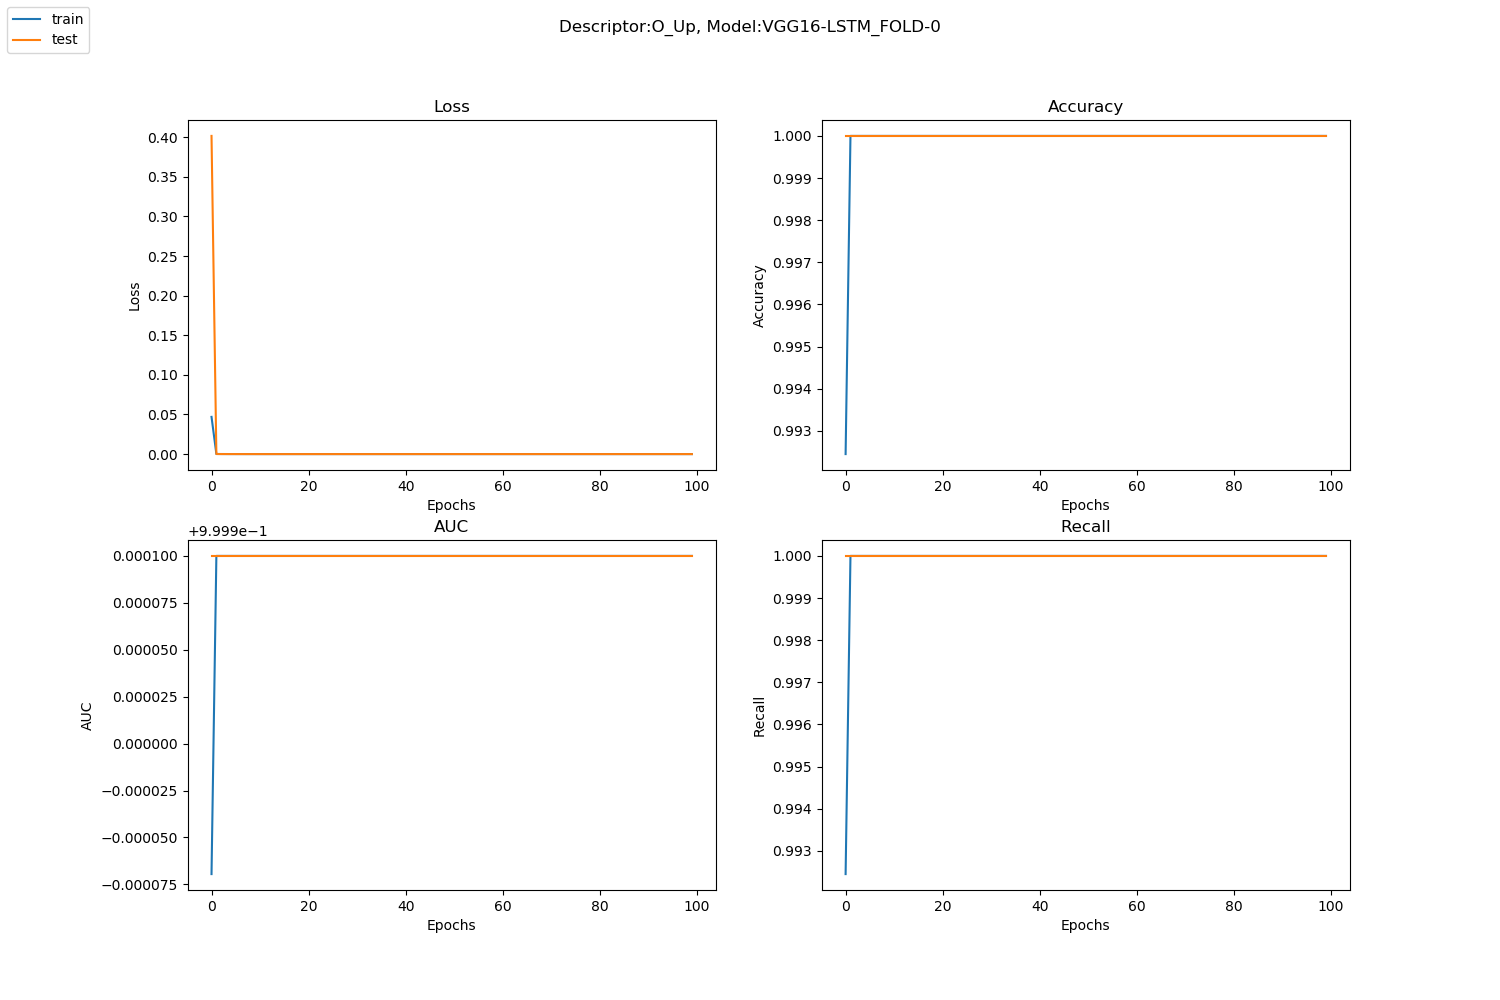 train
test
Descriptor:O_Up, Model:VGG16-LSTM_FOLD-0
Loss
0.40
0.35
0.30
0.25
0.20
0.15
0.10
0.05
0.00
Loss
0 20 40 60 80 100
Epochs
Accuracy
1.000
0.999
0.998
0.997
0.996
0.995
0.994
0.993
Accuracy
0 20 40 60 80 100
Epochs
+9.999e−1
AUC
0.000100
0.000075
0.000050
0.000025
0.000000
−0.000025
−0.000050
−0.000075
AUC
0 20 40 60 80 100
Epochs
Recall
1.000
0.999
0.998
0.997
0.996
0.995
0.994
0.993
Recall
0 20 40 60 80 100
Epochs